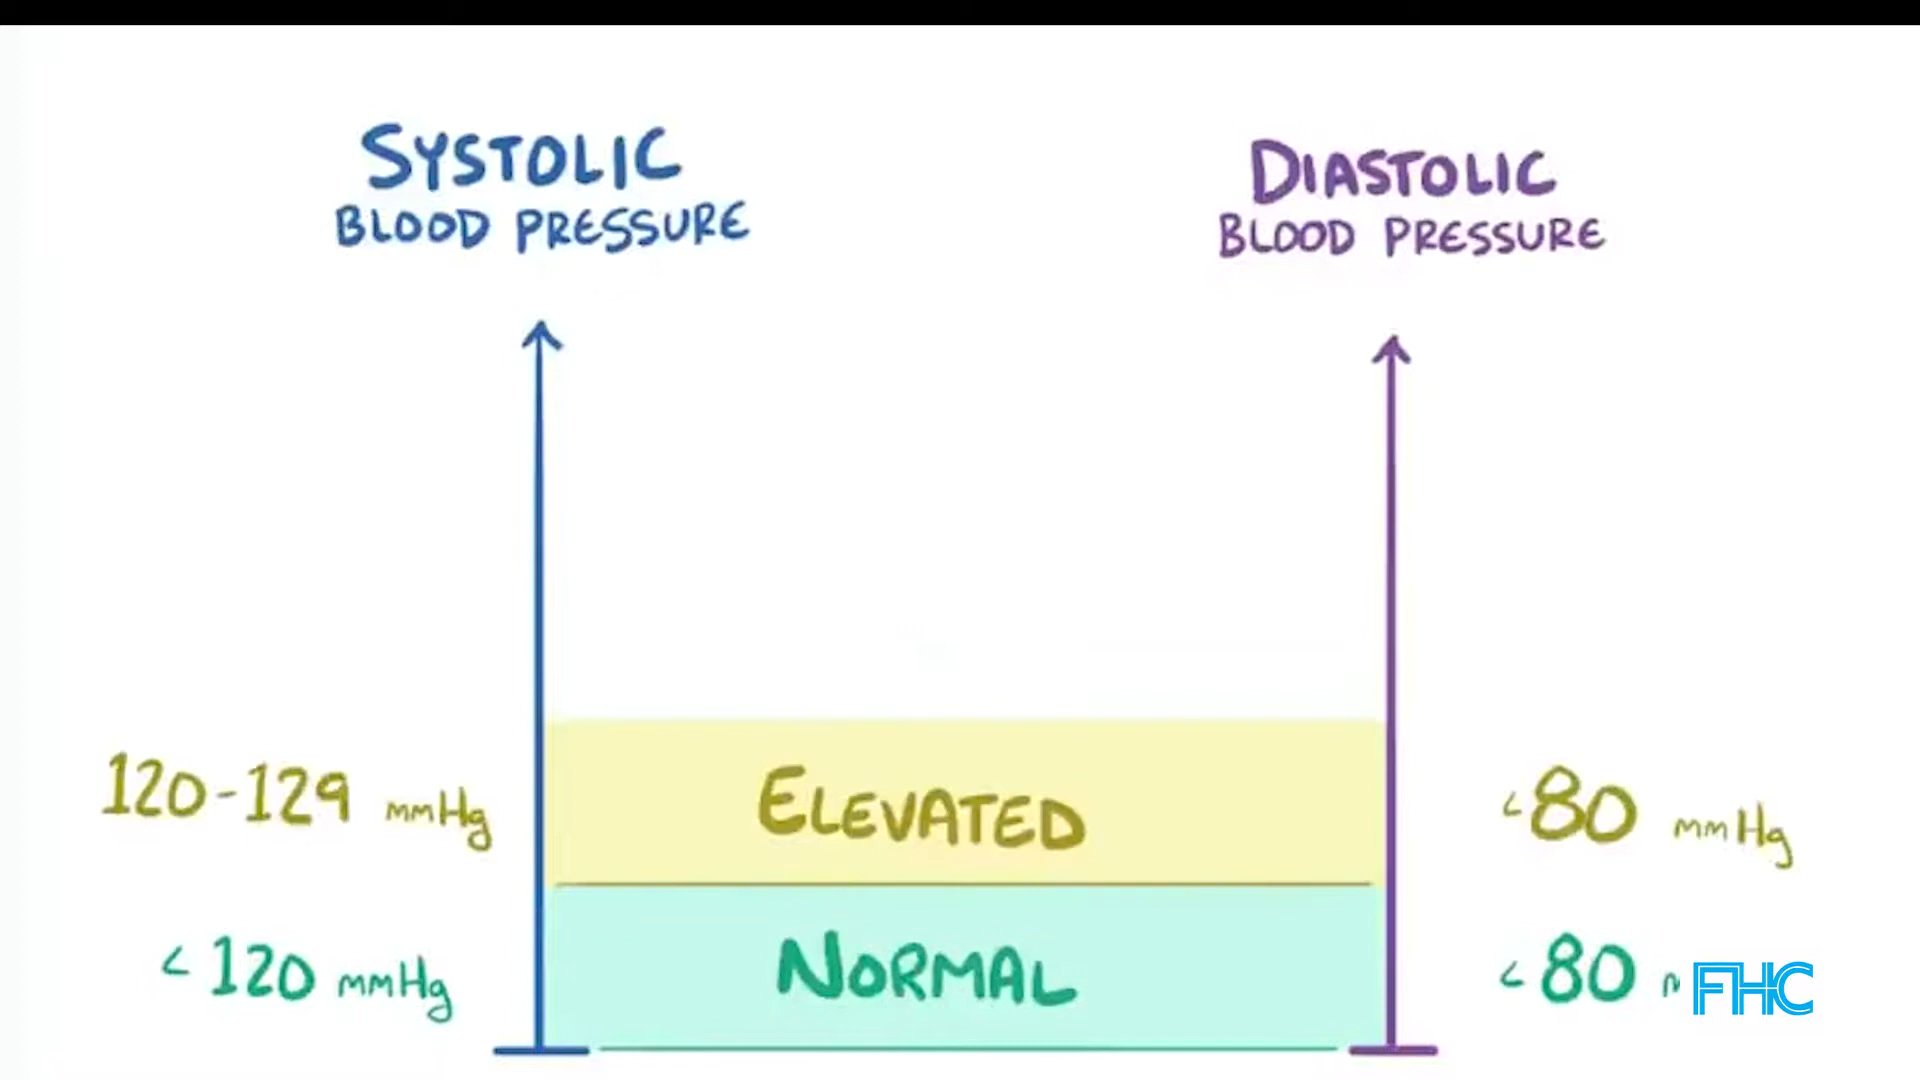 SYSTOLIC
BLOOD PRESSURE
DIASTOLIC
BLOOD PRESSURE
120-129 mmHg
ELEVATED
<80 mmHg
<120 mmHg
NORMAL
<80
FHC